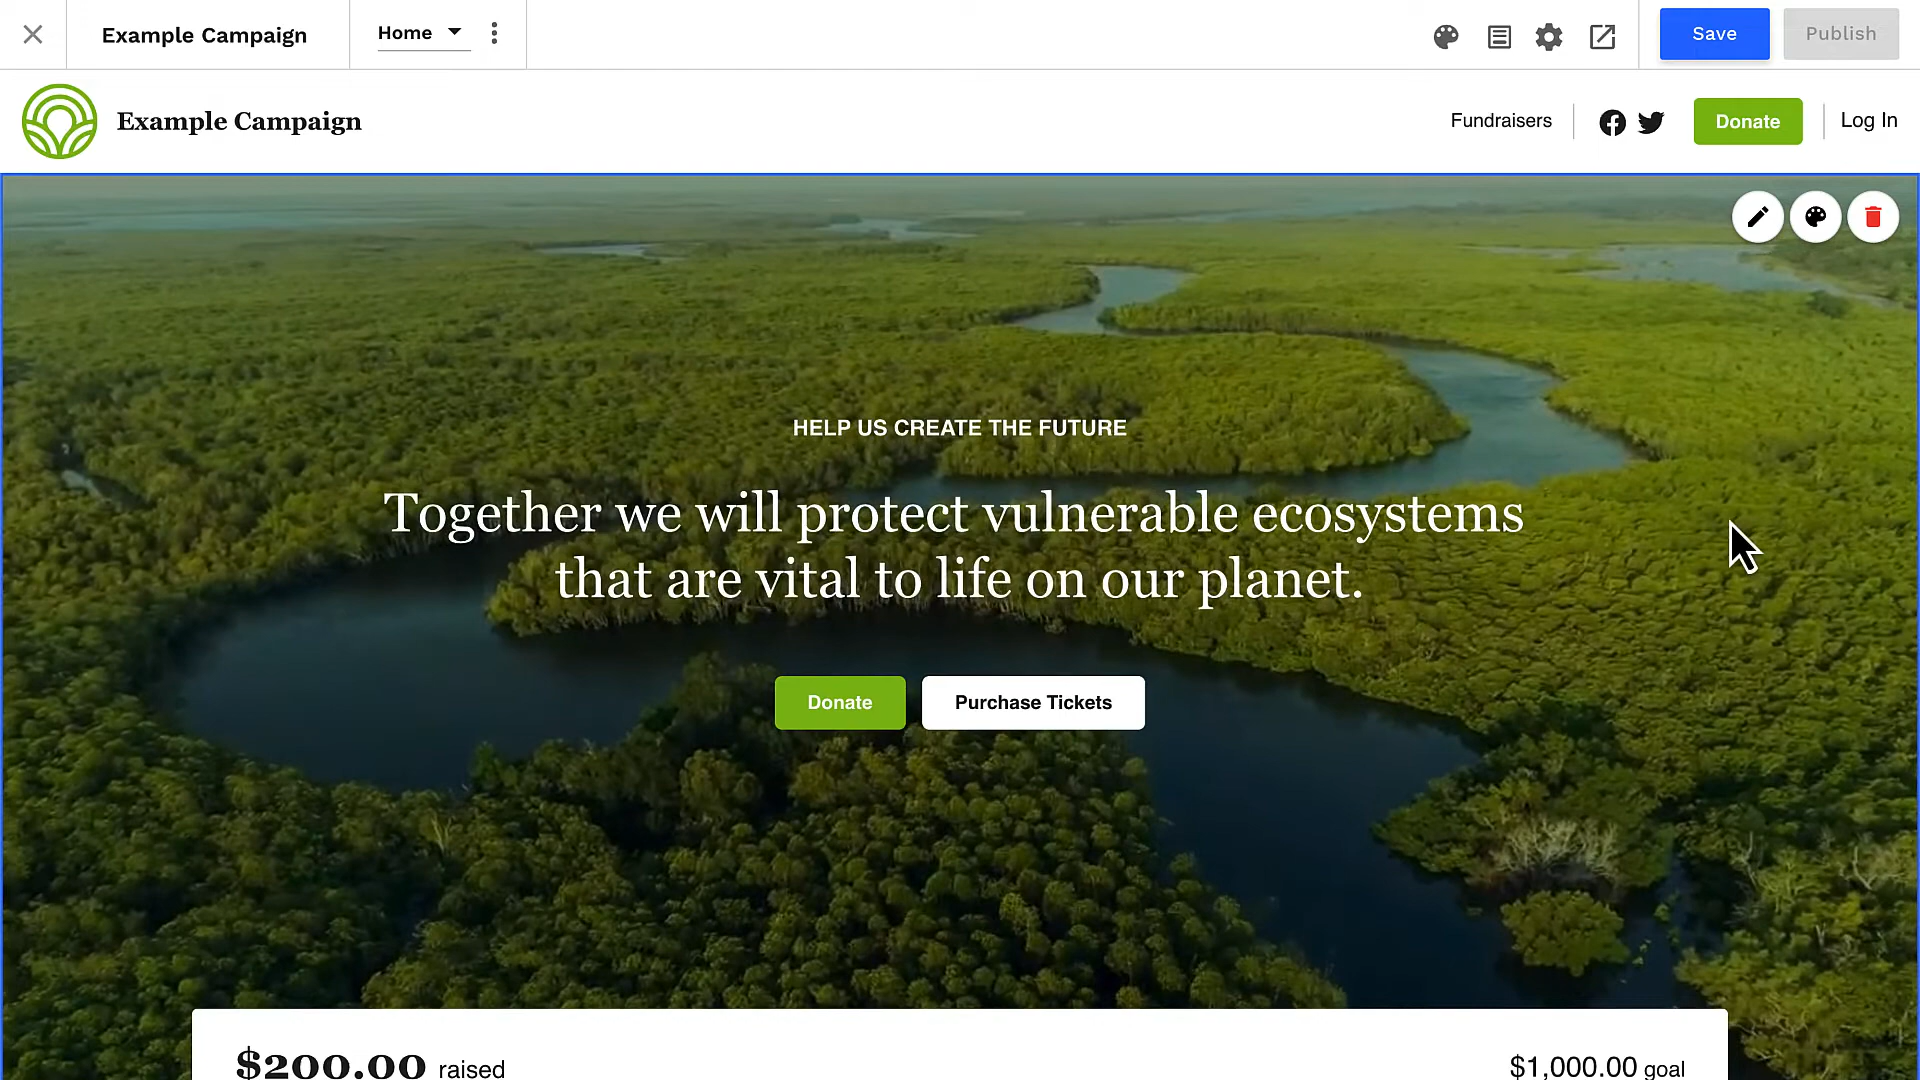 Example Campaign
Home
Save
Publish
Example Campaign
Fundraisers
Donate
Log In
HELP US CREATE THE FUTURE
Together we will protect vulnerable ecosystems
that are vital to life on our planet.
Donate
Purchase Tickets
$200.00 raised
$1,000.00 goal